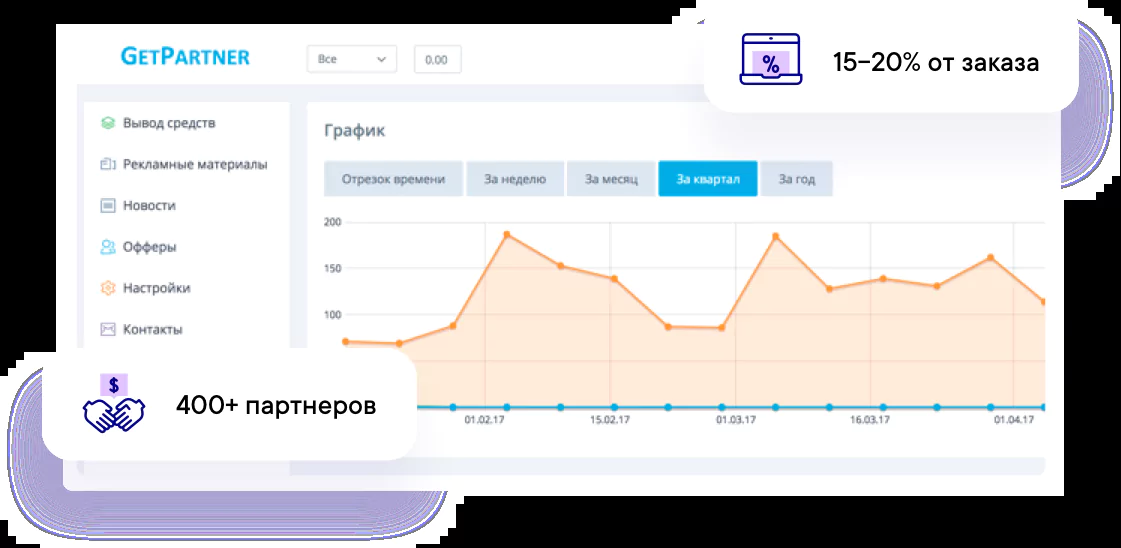 GETPARTNER
Все
0.00
%
15–20% от заказа
Вывод средств
Рекламные материалы
Новости
Офферы
Настройки
Контакты
График
Отрезок времени
За неделю
За месяц
За квартал
За год
200
150
100
01.02.17
15.02.17
01.03.17
16.03.17
01.04.17
$
400+ партнеров